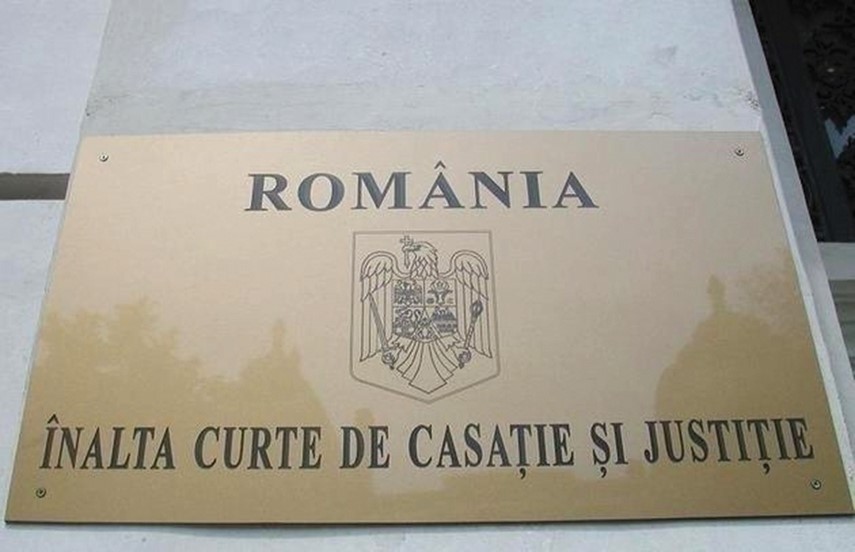 ROMÂNIA
ÎNALTA CURTE DE CASAȚIE ȘI JUSTIȚIE